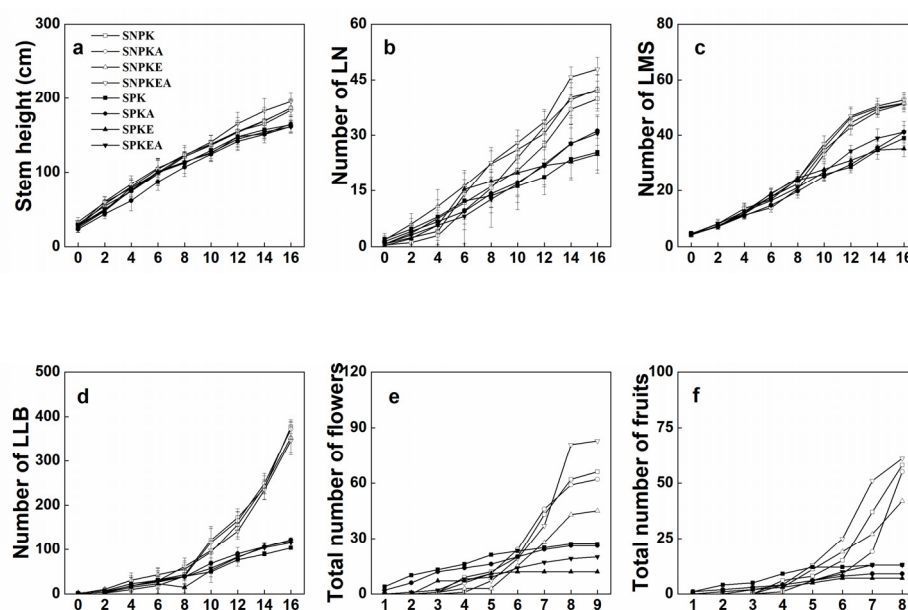 Stem height (cm)
300
200
100
0
a
SNPK
SNPKA
SNPKE
SNPKEA
SPK
SPKA
SPKE
SPKEA
0 2 4 6 8 10 12 14 16
Number of LN
60
45
30
15
0
b
0 2 4 6 8 10 12 14 16
Number of LMS
80
60
40
20
0
c
0 2 4 6 8 10 12 14 16
Number of LLB
500
400
300
200
100
0
d
0 2 4 6 8 10 12 14 16
Total number of flowers
120
90
60
30
0
e
1 2 3 4 5 6 7 8 9
Total number of fruits
100
75
50
25
0
f
1 2 3 4 5 6 7 8